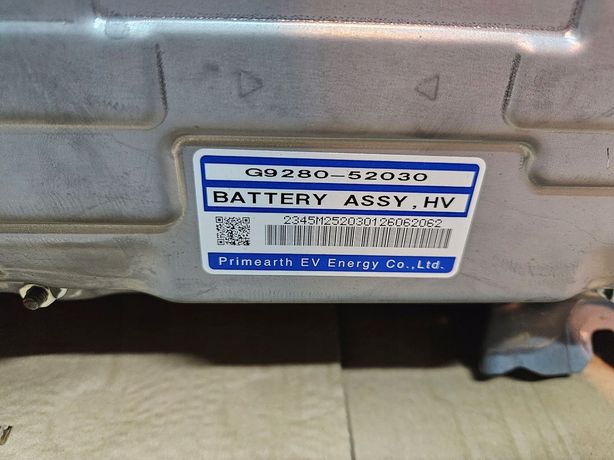 G9280-52030
BATTERY ASSY,HV
2345M252030126062062
Primearth EV Energy Co.,Ltd.